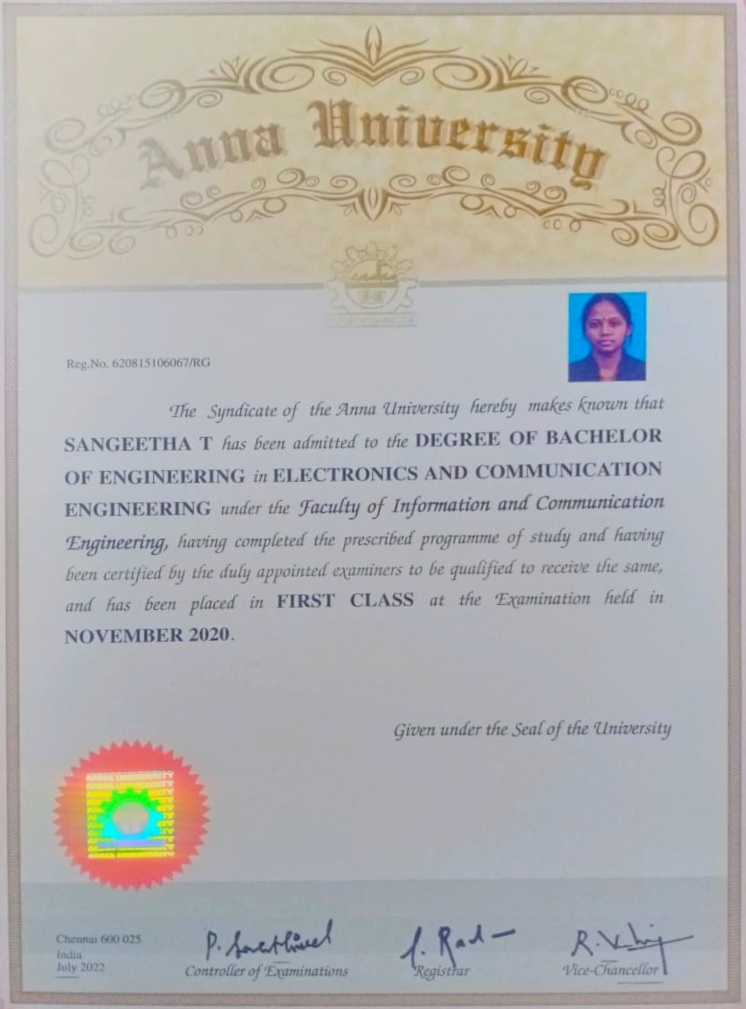 Anna University
Reg.No. 620815106067/RG
The Syndicate of the Anna University hereby makes known that
SANGEETHA T has been admitted to the DEGREE OF BACHELOR
OF ENGINEERING in ELECTRONICS AND COMMUNICATION
ENGINEERING under the Faculty of Information and Communication
Engineering, having completed the prescribed programme of study and having
been certified by the duly appointed examiners to be qualified to receive the same,
and has been placed in FIRST CLASS at the Examination held in
NOVEMBER 2020.
Given under the Seal of the University
ANNA UNIVERSITY
Chennai 600 025
India
July 2022
Controller of Examinations
Registrar
Vice-Chancellor